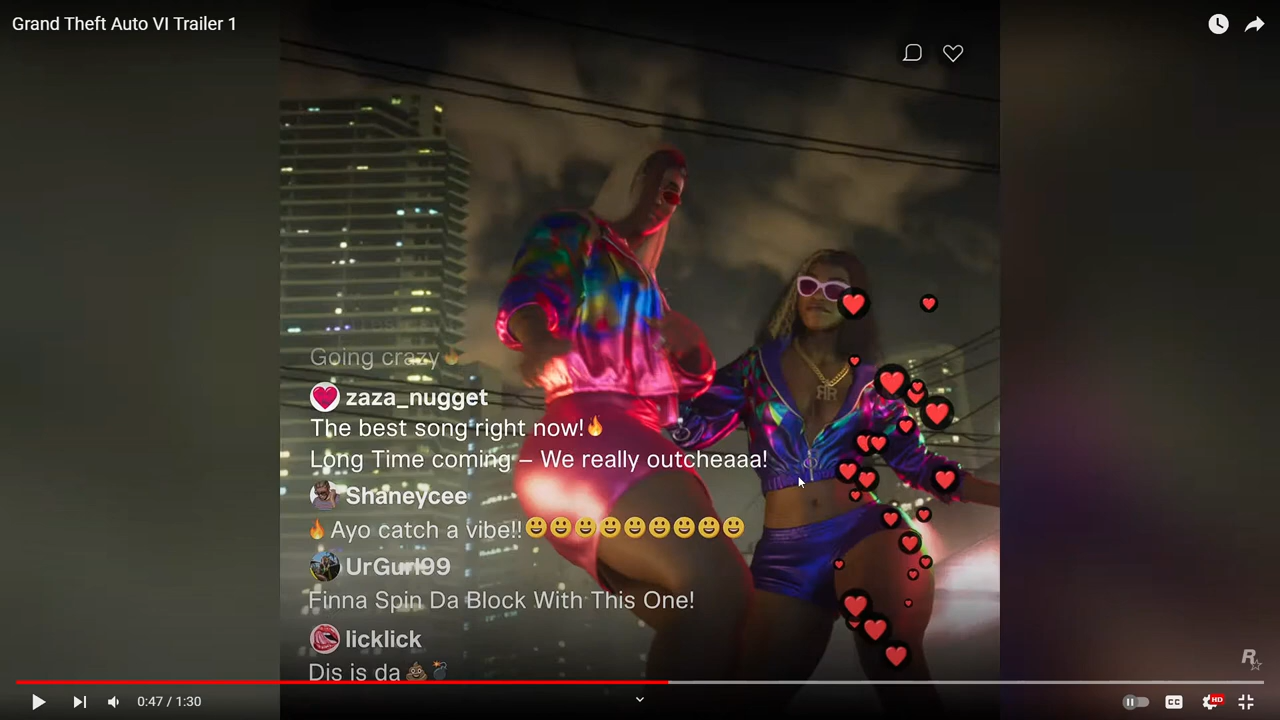 Grand Theft Auto VI Trailer 1
Going crazy🔥
zaza_nugget
The best song right now!🔥
Long Time coming – We really outcheaaa!
Shaneycee
🔥Ayo catch a vibe!!😀😀😀😀😀😀😀😀😀
UrGurl99
Finna Spin Da Block With This One!
licklick
Dis is da💩💣
R
0:47 / 1:30
CC
HD